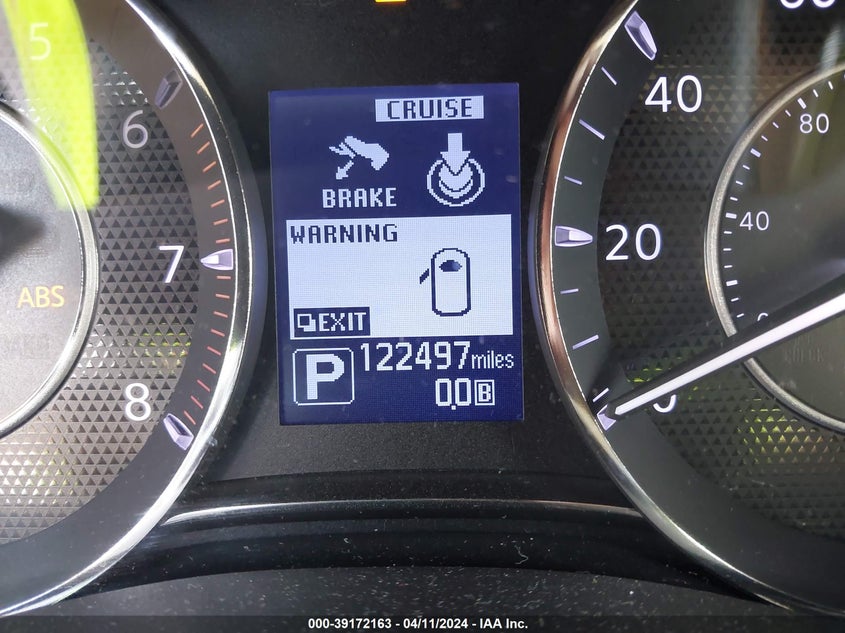 5
6
7
8
ABS
CRUISE
BRAKE
WARNING
EXIT
P
122497 miles
0.0 B
40
20
80
40
000-39172163 - 04/11/2024 - IAA Inc.